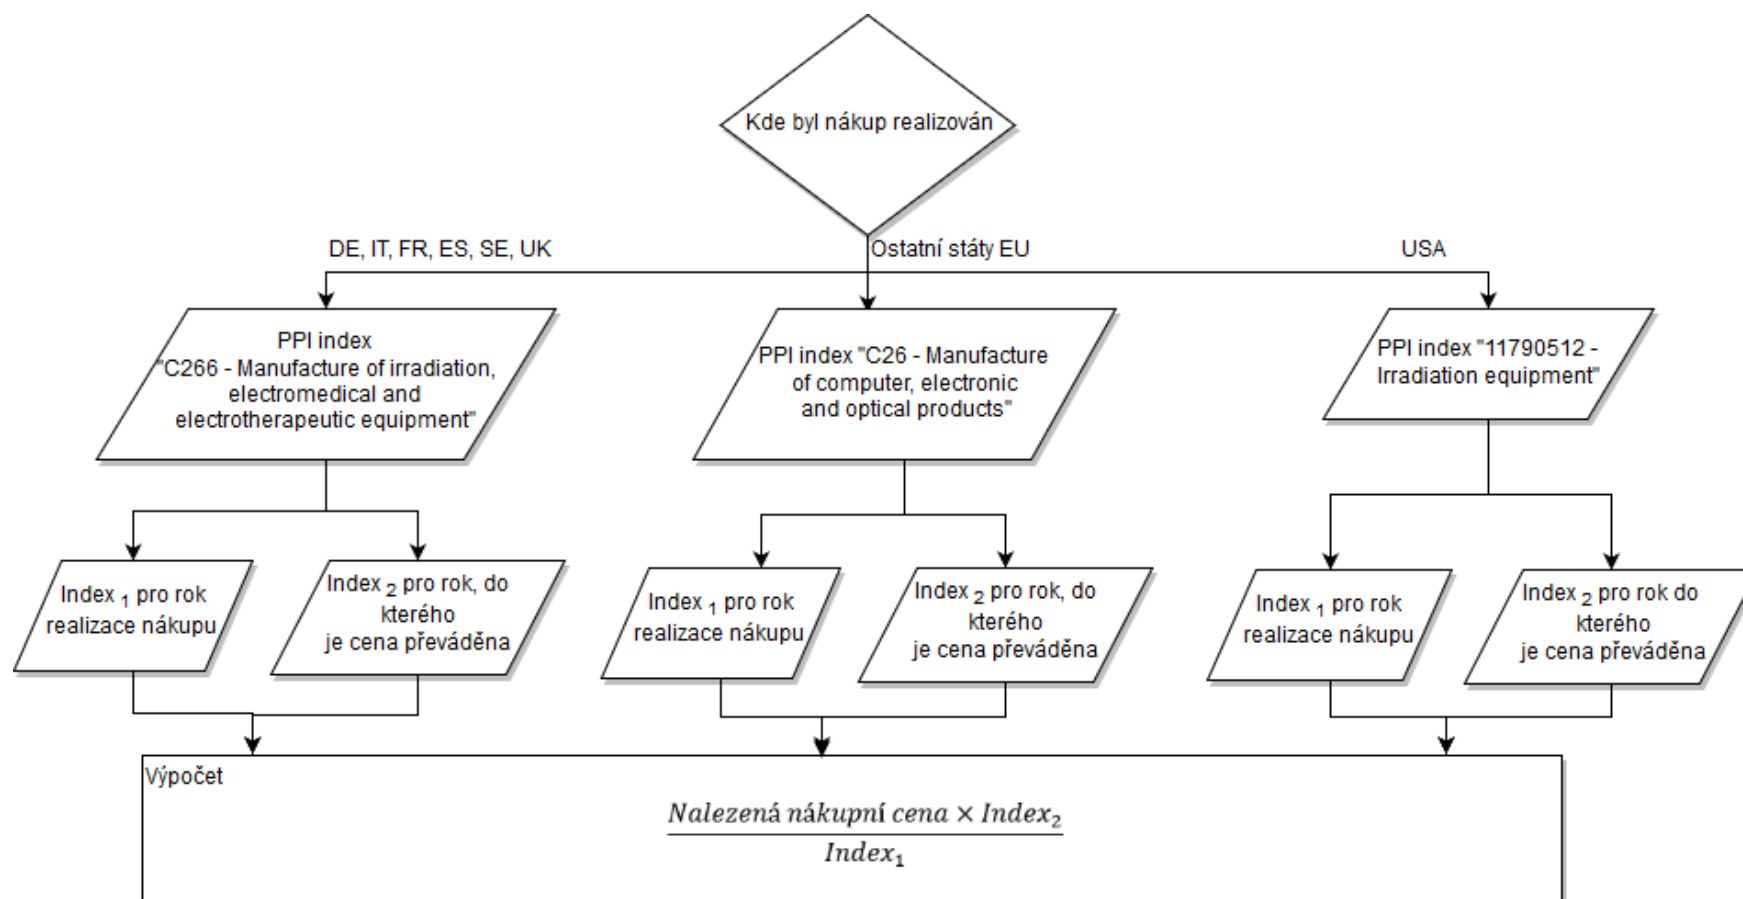 Kde byl nákup realizován
DE, IT, FR, ES, SE, UK
Ostatní státy EU
USA
PPI index
"C266 - Manufacture of irradiation,
electromedical and
electrotherapeutic equipment"
PPI index "C26 - Manufacture
of computer, electronic
and optical products"
PPI index "11790512 -
Irradiation equipment"
Index 1 pro rok
realizace nákupu
Index 2 pro rok, do
kterého
je cena převáděna
Index 1 pro rok
realizace nákupu
Index 2 pro rok, do
kterého
je cena převáděna
Index 1 pro rok
realizace nákupu
Index 2 pro rok do
kterého
je cena převáděna
Výpočet
Nalezená nákupní cena × Index₂
Index₁